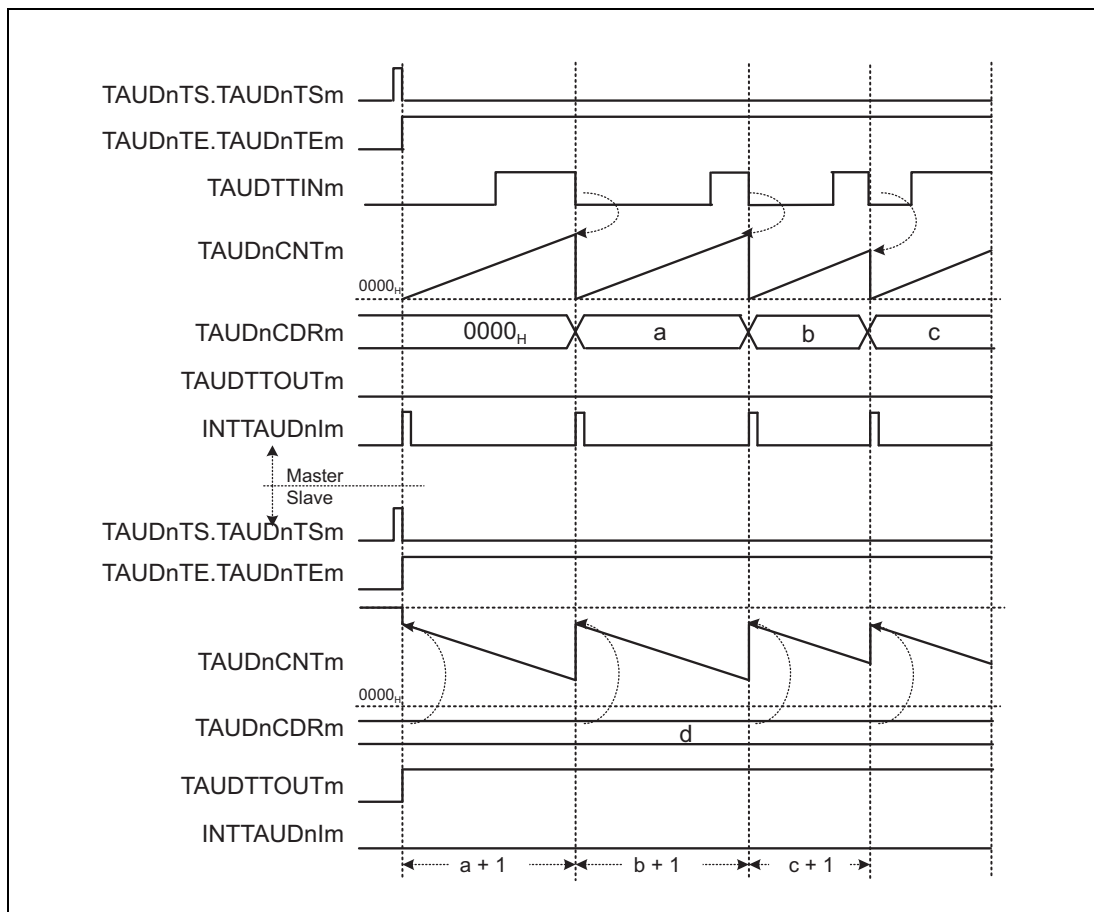 TAUDnTS.TAUDnTSm
TAUDnTE.TAUDnTEm
TAUDTTINm
TAUDnCNTm
0000H
TAUDnCDRm
0000H a b c
TAUDTTOUTm
INTTAUDnIm
Master
Slave
TAUDnTS.TAUDnTSm
TAUDnTE.TAUDnTEm
TAUDnCNTm
0000H
TAUDnCDRm
d
TAUDTTOUTm
INTTAUDnIm
a + 1 b + 1 c + 1